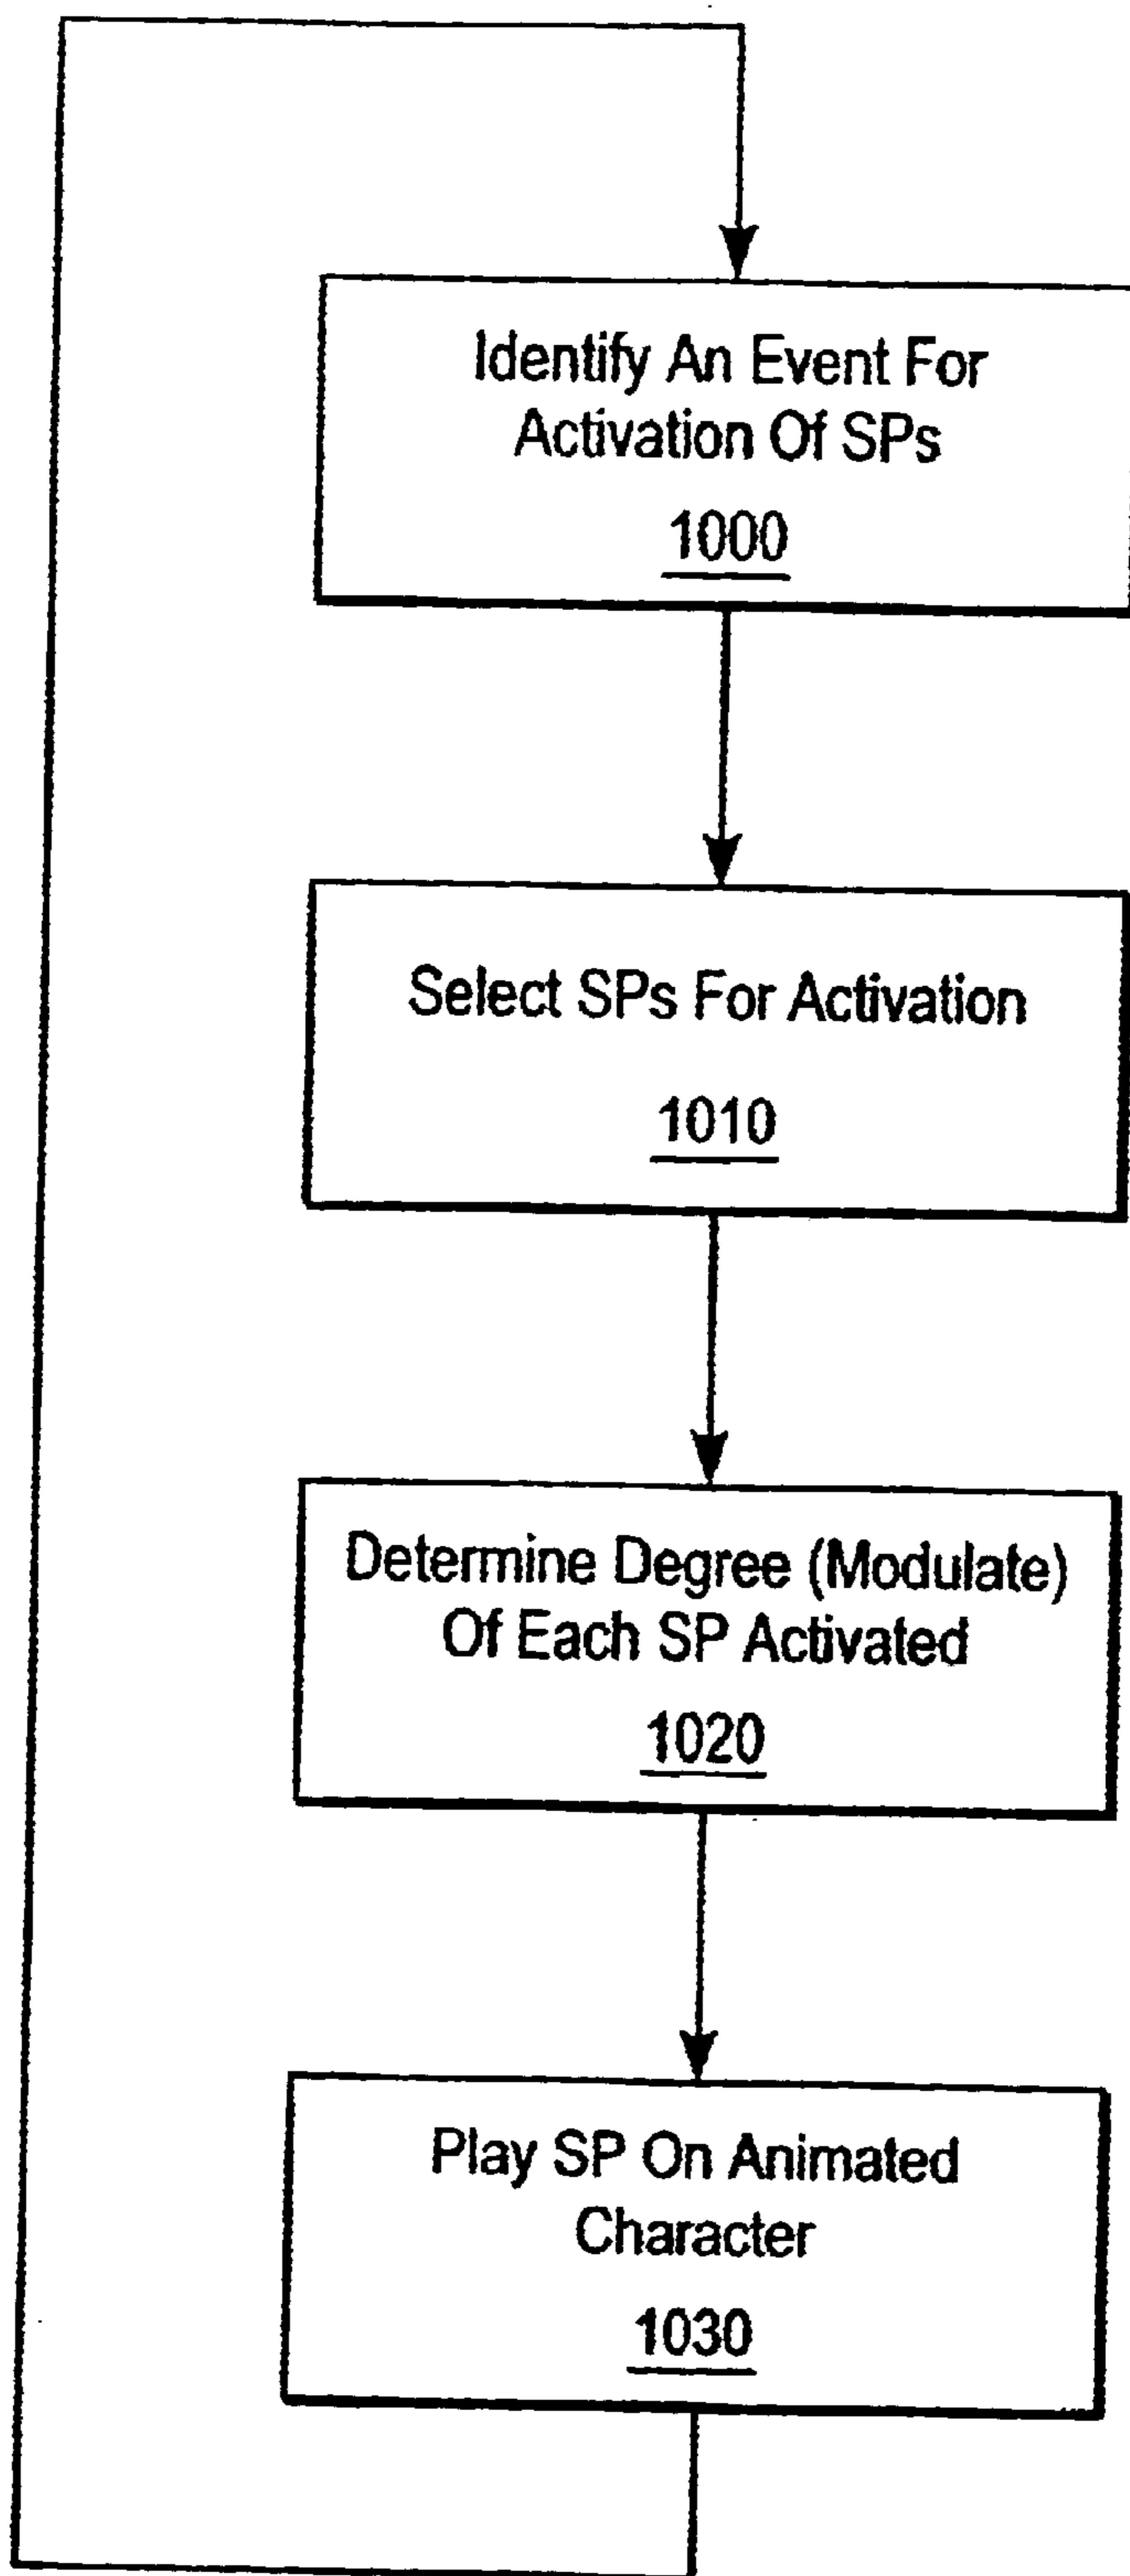 Identify An Event For
Activation Of SPs
1000
Select SPs For Activation
1010
Determine Degree (Modulate)
Of Each SP Activated
1020
Play SP On Animated
Character
1030